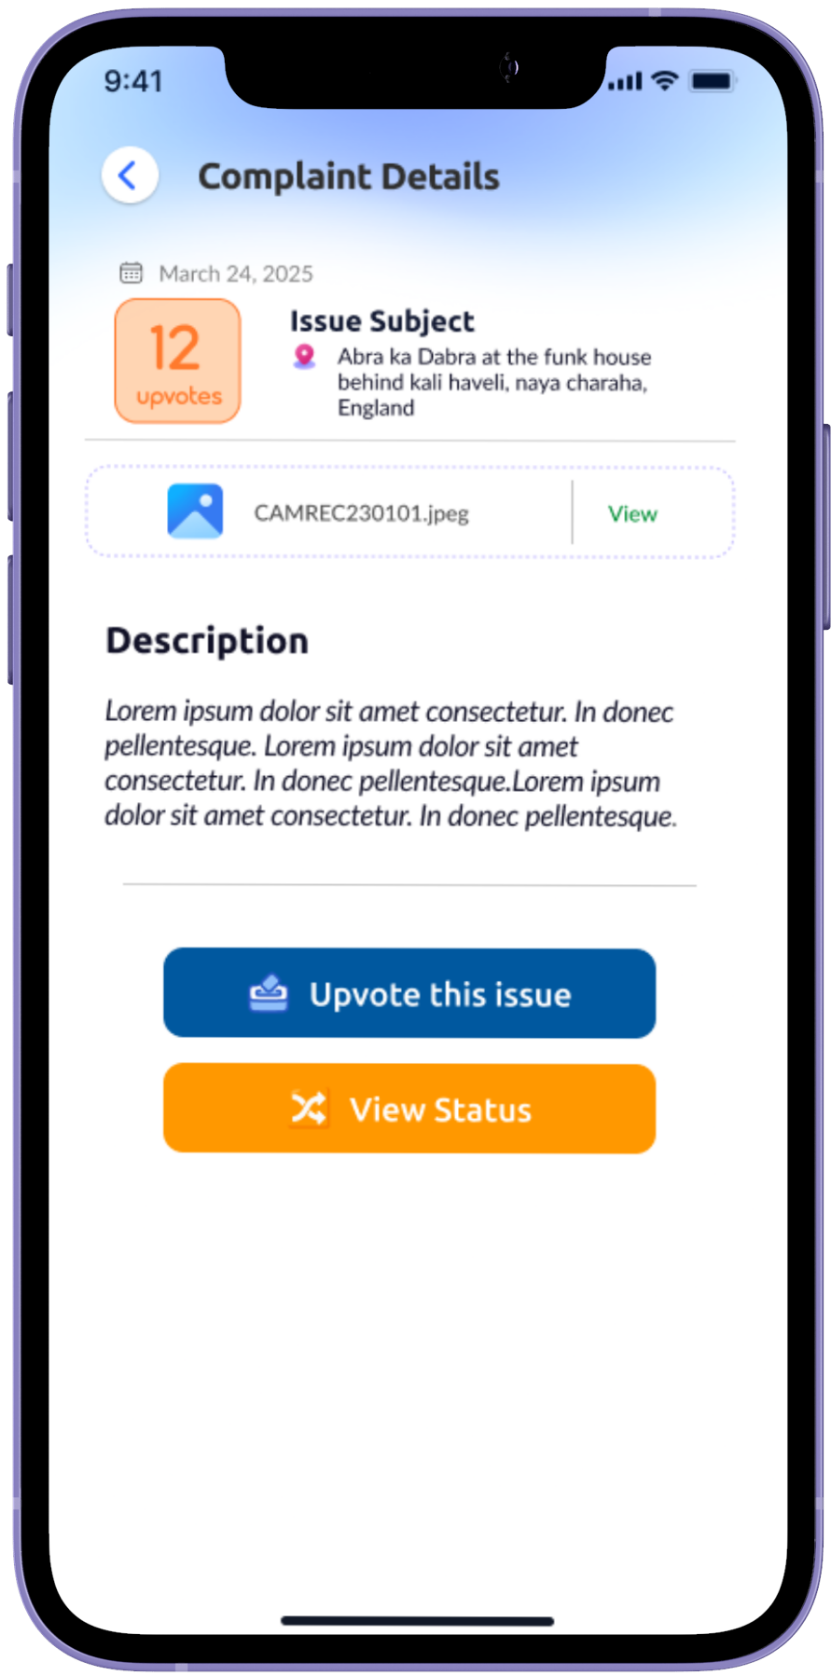 9:41
Complaint Details
March 24, 2025
12
upvotes
Issue Subject
Abra ka Dabra at the funk house
behind kali haveli, naya charaha,
England
CAMREC230101.jpeg
View
Description
Lorem ipsum dolor sit amet consectetur. In donec
pellentesque. Lorem ipsum dolor sit amet
consectetur. In donec pellentesque.Lorem ipsum
dolor sit amet consectetur. In donec pellentesque.
Upvote this issue
View Status